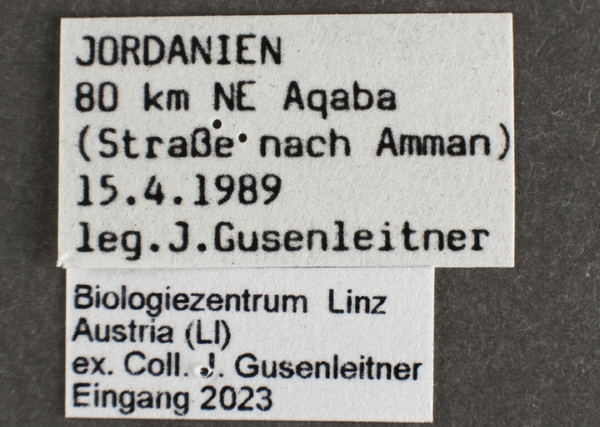 JORDANIEN
80 km NE Aqaba
(Straße nach Amman)
15.4.1989
leg.J.Gusenleitner
Biologiezentrum Linz
Austria (LI)
ex. Coll. J. Gusenleitner
Eingang 2023